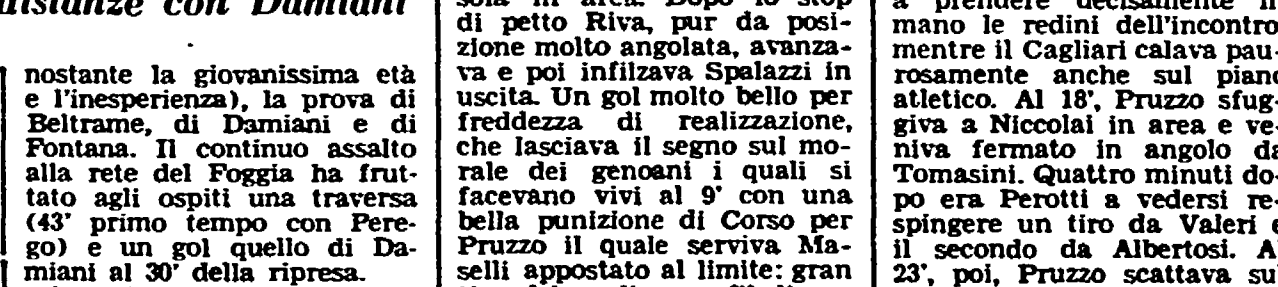 distanze con Damiani
nostante la giovanissima età
e l'inesperienza), la prova di
Beltrame, di Damiani e di
Fontana. Il continuo assalto
alla rete del Foggia ha frut-
tato agli ospiti una traversa
(43' primo tempo con Pere-
go) e un gol quello di Da-
miani al 30' della ripresa.
sola in area. Dopo lo stop
di petto Riva, pur da posi-
zione molto angolata, avanza-
va e poi infilzava Spalazzi in
uscita. Un gol molto bello per
freddezza di realizzazione,
che lasciava il segno sul mo-
rale dei genoani i quali si
facevano vivi al 9' con una
bella punizione di Corso per
Pruzzo il quale serviva Ma-
selli appostato al limite: gran
a prendere decisamente in
mano le redini dell'incontro
mentre il Cagliari calava pau-
rosamente anche sul piano
atletico. Al 18', Pruzzo sfug-
giva a Niccolai in area e ve-
niva fermato in angolo da
Tomasini. Quattro minuti do-
po era Perotti a vedersi re-
spingere un tiro da Valeri e
il secondo da Albertosi. A
23', poi, Pruzzo scattava sul